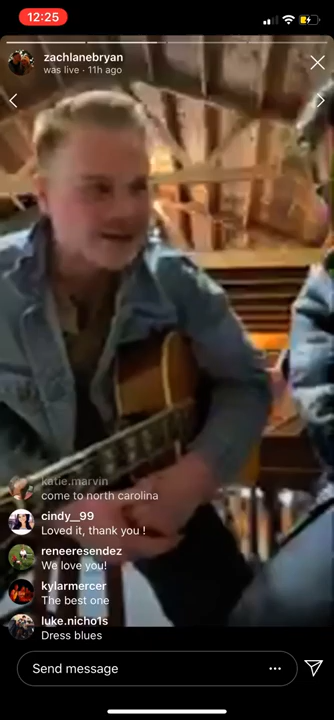 12:25
zachlanebryan
was live · 11h ago
katie.marvin
come to north carolina
cindy__99
Loved it, thank you !
reneeresendez
We love you!
kylarmercer
The best one
luke.nicho1s
Dress blues
Send message